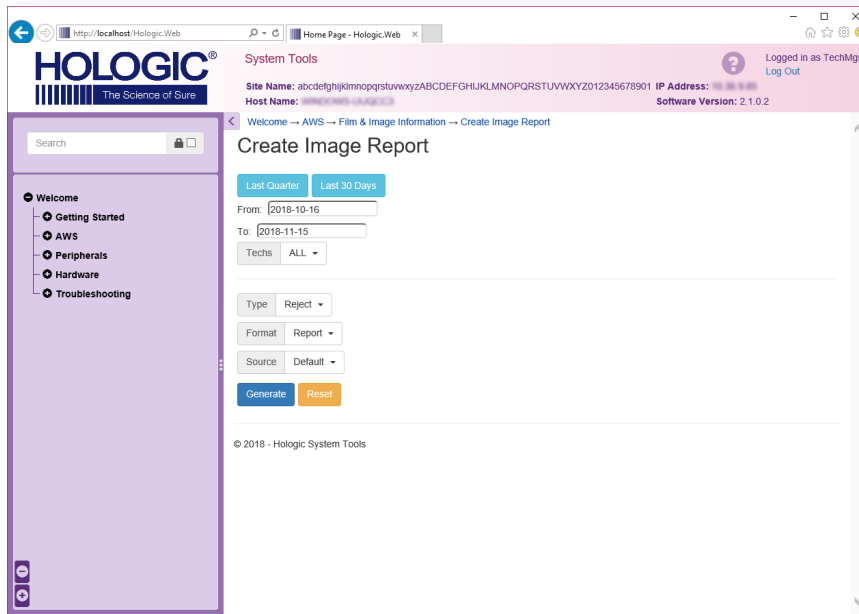 http://localhost/Hologic.Web
Home Page - Hologic.Web
HOLOGIC®
The Science of Sure
System Tools
Logged in as TechMg
Log Out
Site Name: abcdefghijklmnopqrstuvwxyzABCDEFGHIJKLMNOPQRSTUVWXYZ012345678901 IP Address:
Host Name:
Software Version: 2.1.0.2
Search
Welcome → AWS → Film & Image Information → Create Image Report
Create Image Report
Last Quarter Last 30 Days
From: 2018-10-16
To: 2018-11-15
Techs ALL
Type Reject
Format Report
Source Default
Generate Reset
© 2018 - Hologic System Tools
Welcome
Getting Started
AWS
Peripherals
Hardware
Troubleshooting